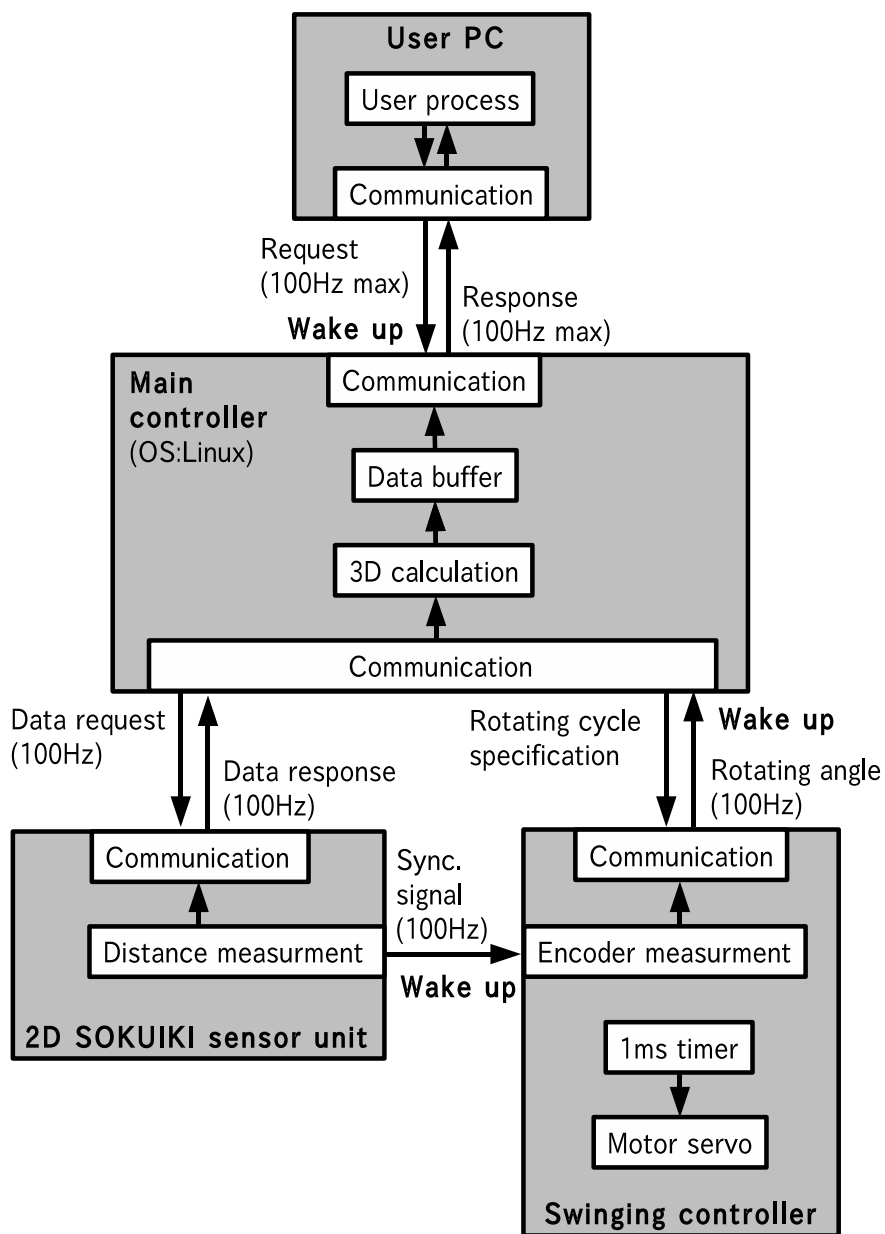 User PC
User process
Communication
Request
(100Hz max)
Wake up
Response
(100Hz max)
Main
controller
(OS:Linux)
Communication
Data buffer
3D calculation
Communication
Data request
(100Hz)
Data response
(100Hz)
Rotating cycle
specification
Wake up
Rotating angle
(100Hz)
Communication
Distance measurment
2D SOKUIKI sensor unit
Sync.
signal
(100Hz)
Wake up
Communication
Encoder measurment
1ms timer
Motor servo
Swinging controller